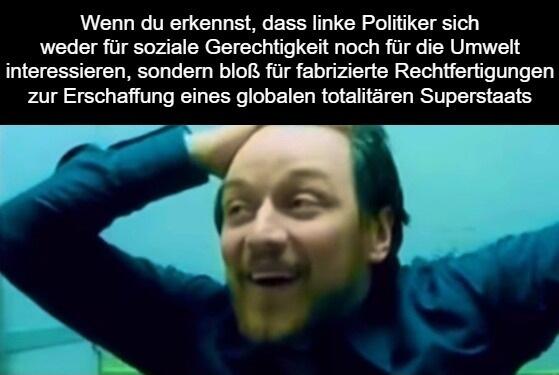 Wenn du erkennst, dass linke Politiker sich
weder für soziale Gerechtigkeit noch für die Umwelt
interessieren, sondern bloß für fabrizierte Rechtfertigungen
zur Erschaffung eines globalen totalitären Superstaats